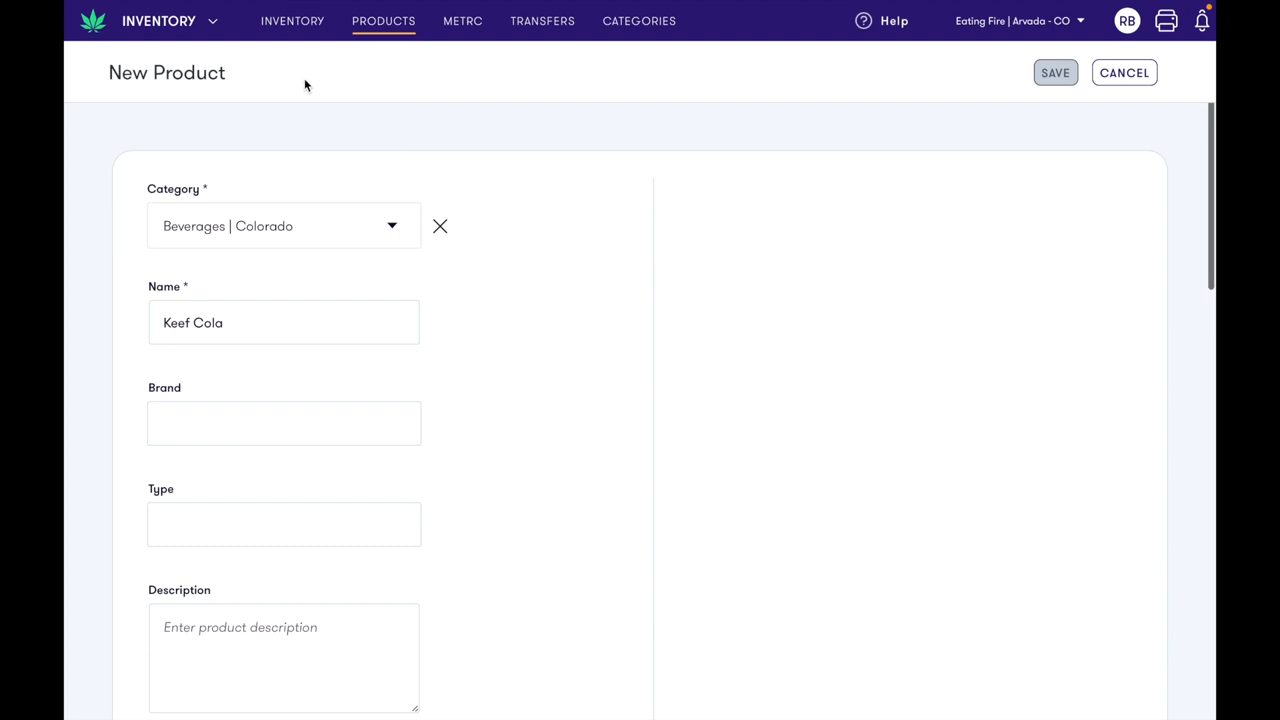 INVENTORY
INVENTORY
PRODUCTS
METRC
TRANSFERS
CATEGORIES
Help
Eating Fire | Arvada - CO
RB
New Product
SAVE
CANCEL
Category *
Beverages | Colorado
Name *
Keef Cola
Brand
Type
Description
Enter product description